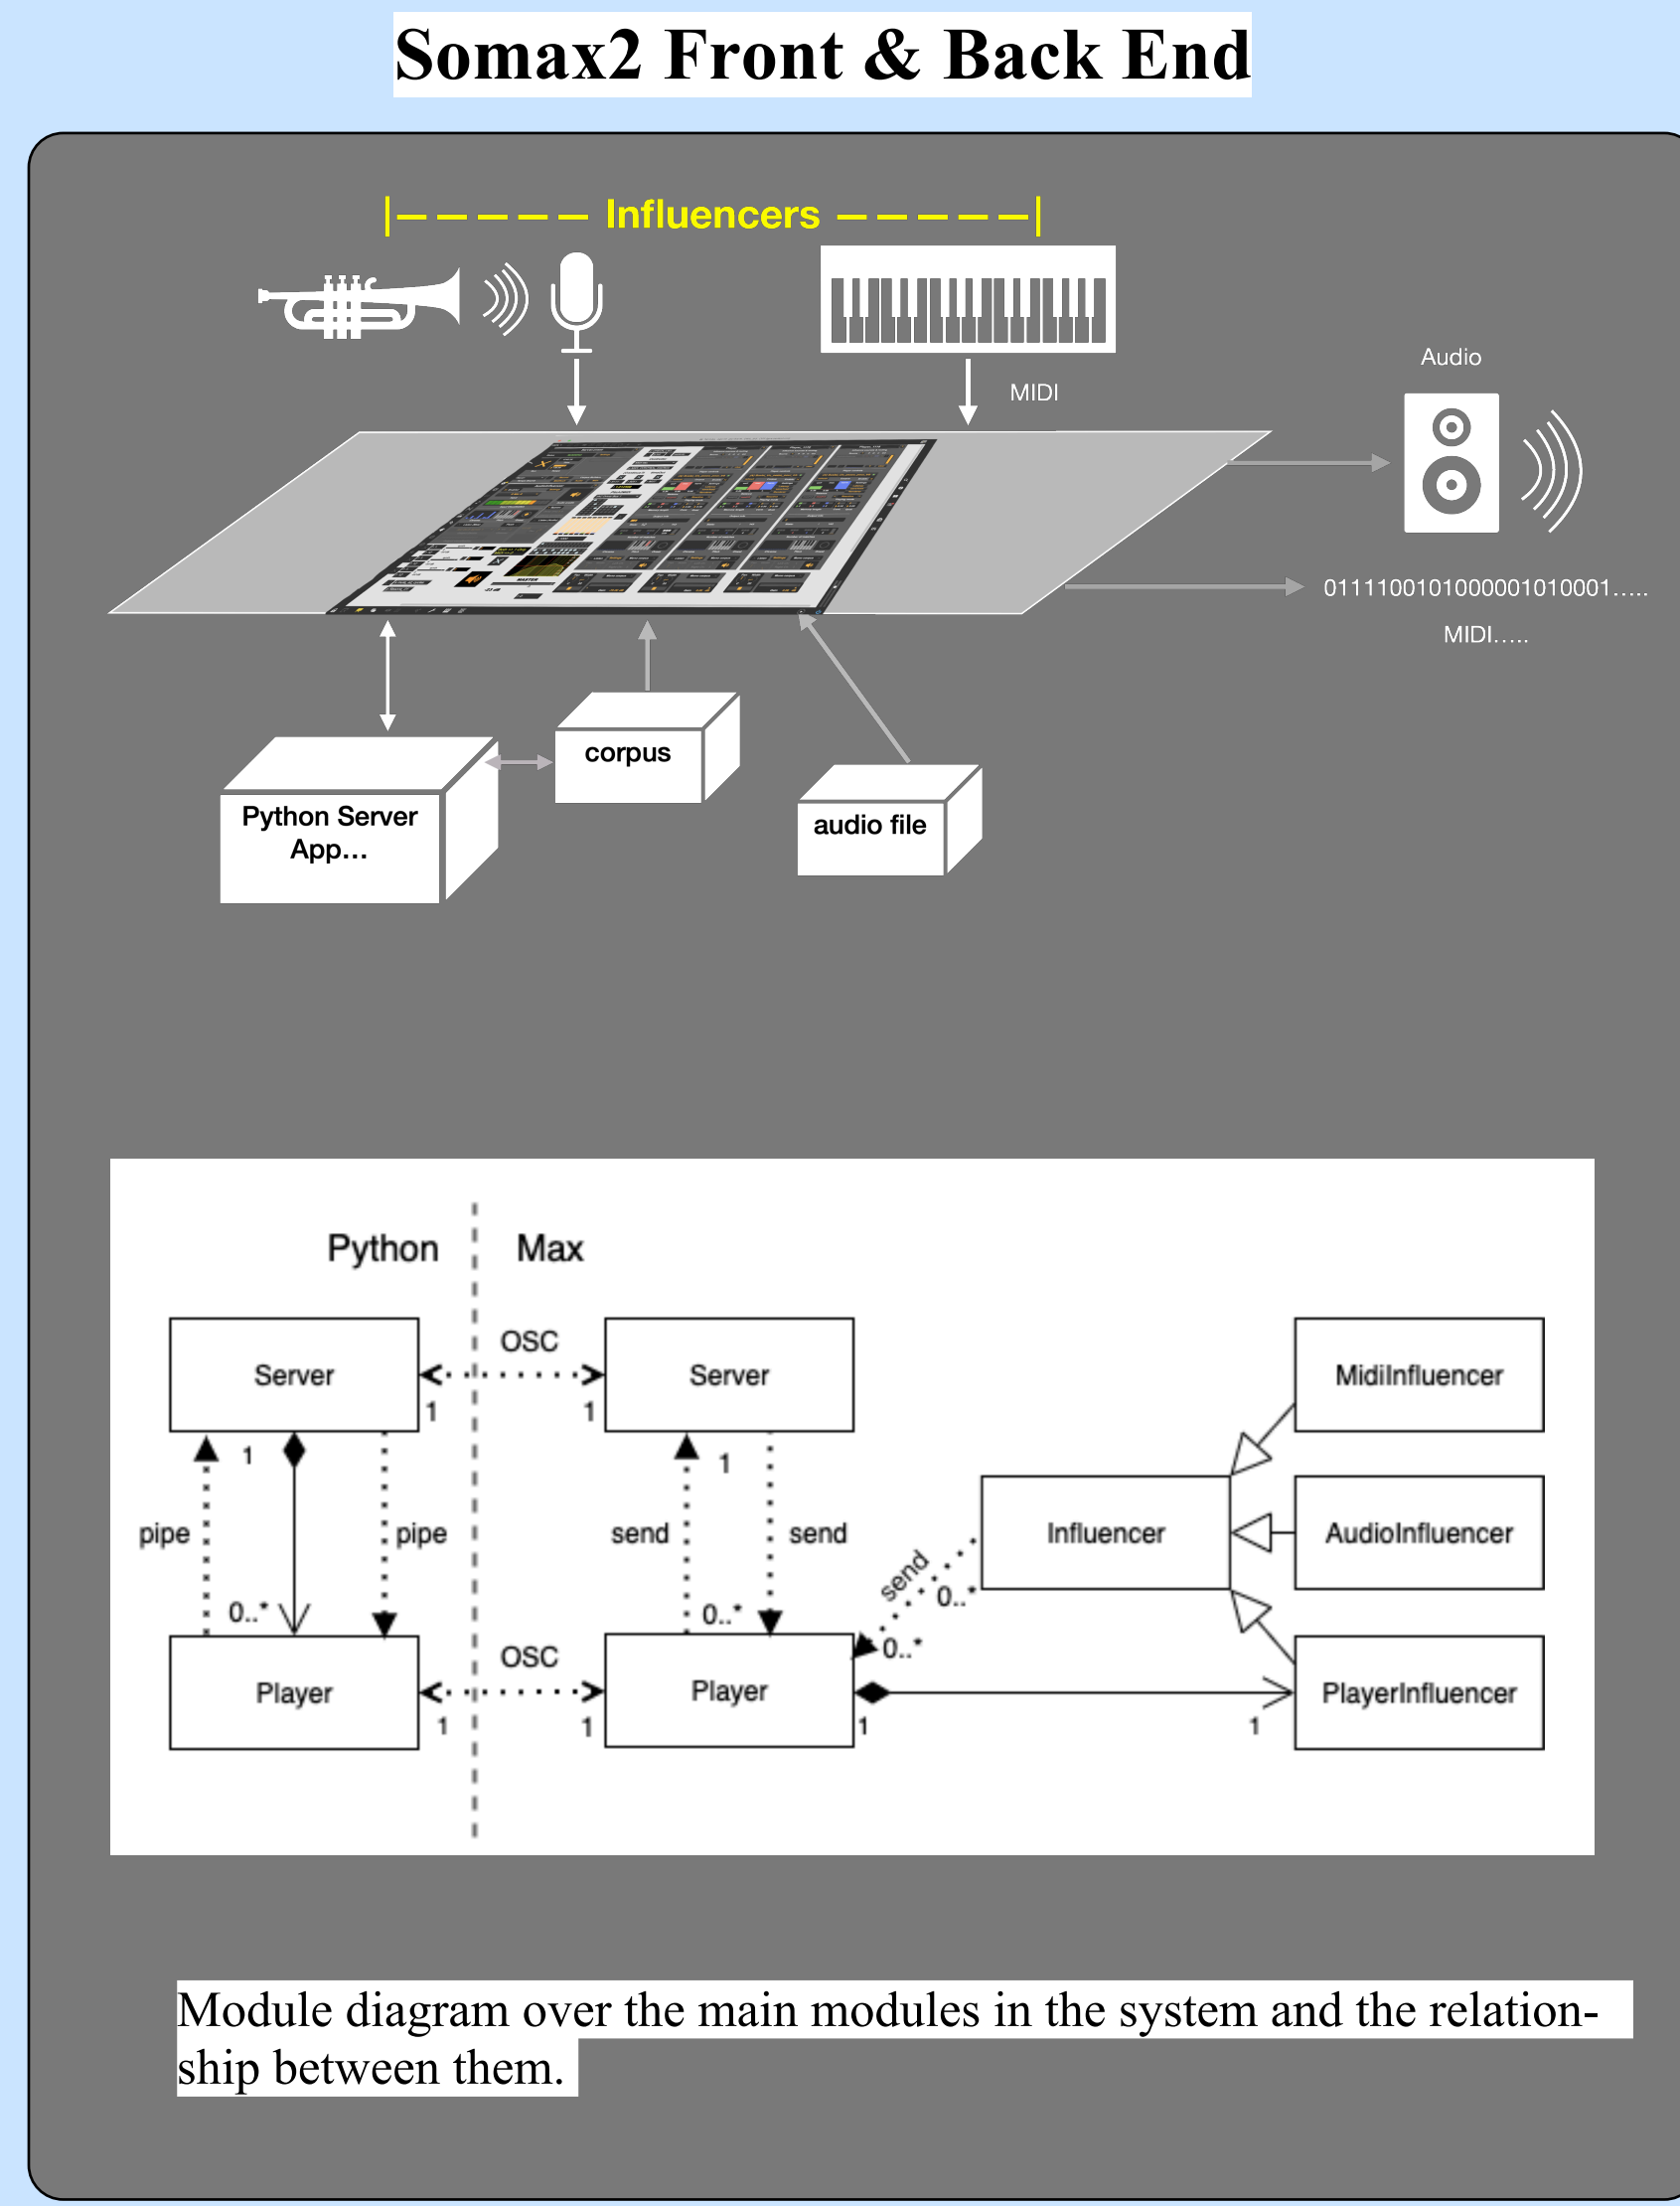 Somax2 Front & Back End
Influencers
MIDI
Audio
0111100101000001010001.....
MIDI.....
corpus
Python Server
App...
audio file
Python
Max
OSC
Server
Server
MidiInfluencer
1
1
1
1
pipe
pipe
send
send
Influencer
AudioInfluencer
send
0..*
0..*
0..*
0..*
OSC
Player
Player
PlayerInfluencer
1
1
1
1
Module diagram over the main modules in the system and the relation-
ship between them.